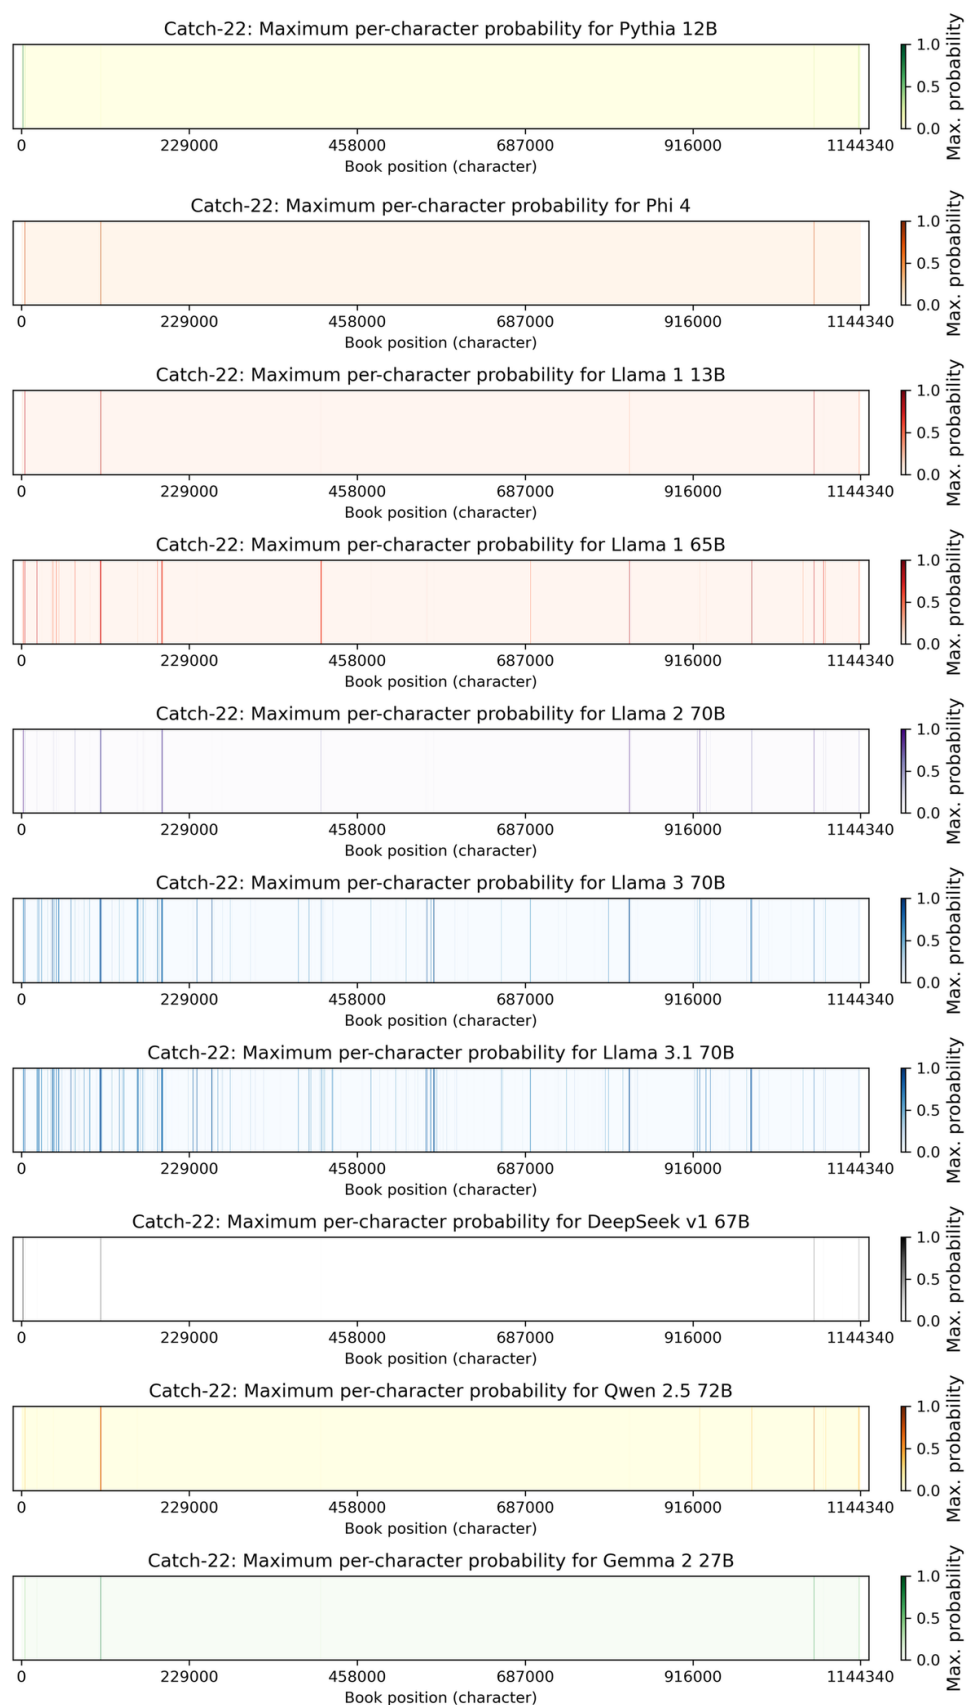 Catch-22: Maximum per-character probability for Pythia 12B
1.0
0.5
0.0
Max. probability
0 229000 458000 687000 916000 1144340
Book position (character)
Catch-22: Maximum per-character probability for Phi 4
1.0
0.5
0.0
Max. probability
0 229000 458000 687000 916000 1144340
Book position (character)
Catch-22: Maximum per-character probability for Llama 1 13B
1.0
0.5
0.0
Max. probability
0 229000 458000 687000 916000 1144340
Book position (character)
Catch-22: Maximum per-character probability for Llama 1 65B
1.0
0.5
0.0
Max. probability
0 229000 458000 687000 916000 1144340
Book position (character)
Catch-22: Maximum per-character probability for Llama 2 70B
1.0
0.5
0.0
Max. probability
0 229000 458000 687000 916000 1144340
Book position (character)
Catch-22: Maximum per-character probability for Llama 3 70B
1.0
0.5
0.0
Max. probability
0 229000 458000 687000 916000 1144340
Book position (character)
Catch-22: Maximum per-character probability for Llama 3.1 70B
1.0
0.5
0.0
Max. probability
0 229000 458000 687000 916000 1144340
Book position (character)
Catch-22: Maximum per-character probability for DeepSeek v1 67B
1.0
0.5
0.0
Max. probability
0 229000 458000 687000 916000 1144340
Book position (character)
Catch-22: Maximum per-character probability for Qwen 2.5 72B
1.0
0.5
0.0
Max. probability
0 229000 458000 687000 916000 1144340
Book position (character)
Catch-22: Maximum per-character probability for Gemma 2 27B
1.0
0.5
0.0
Max. probability
0 229000 458000 687000 916000 1144340
Book position (character)